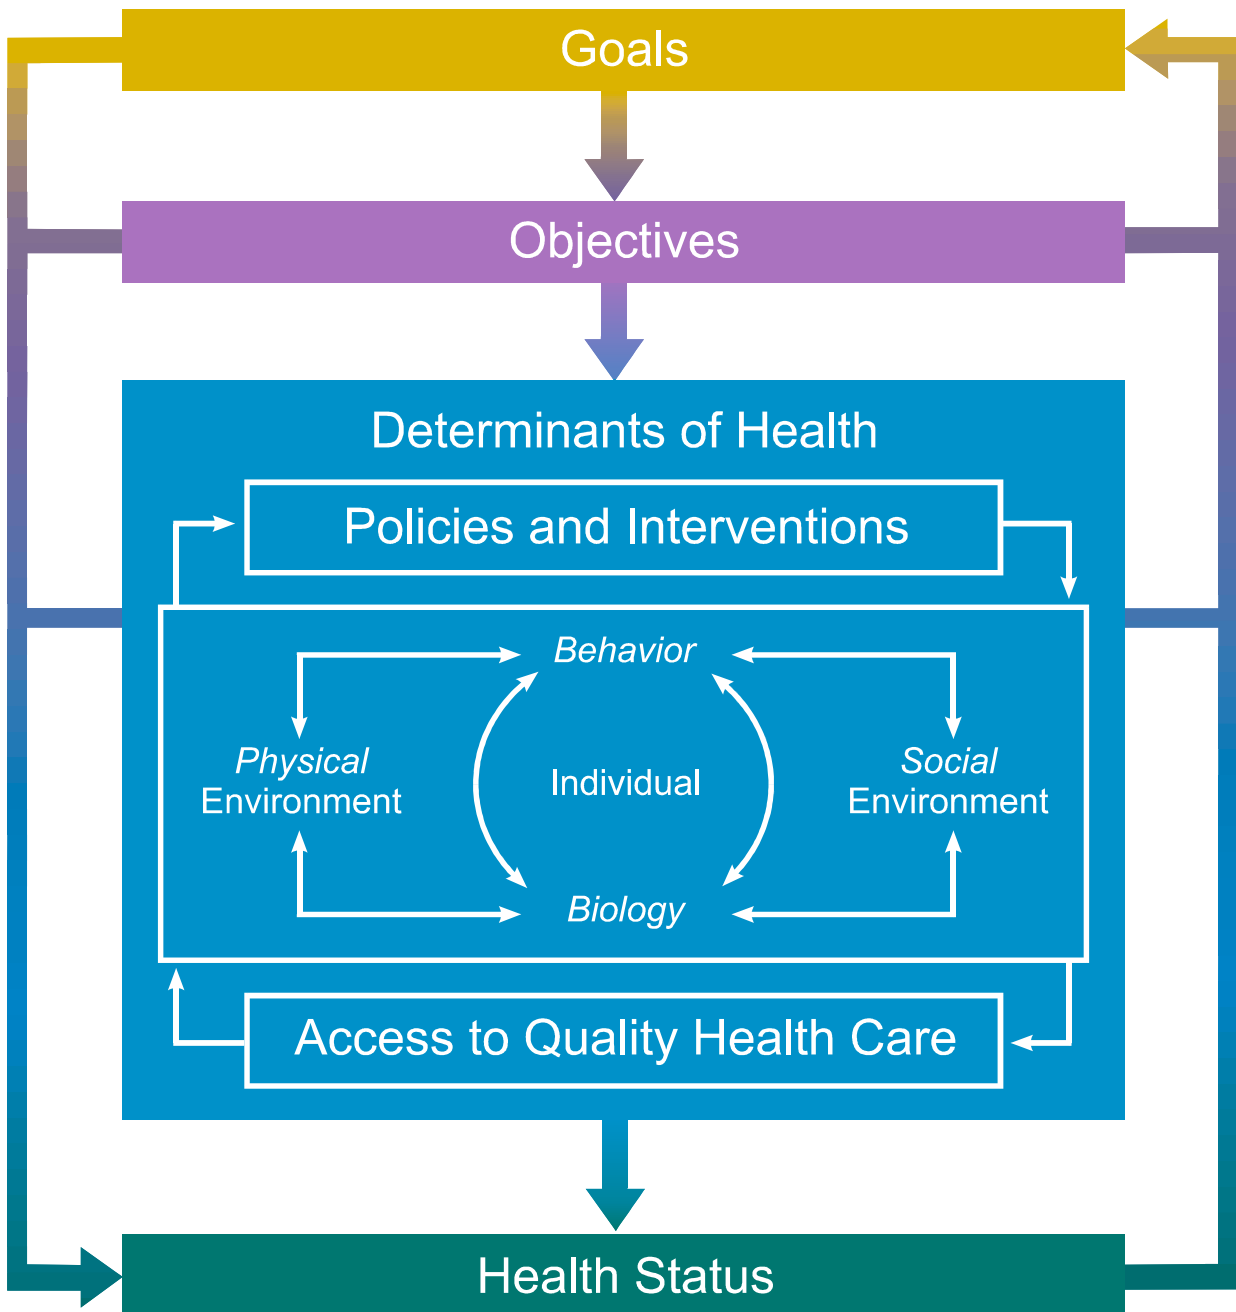 Goals
Objectives
Determinants of Health
Policies and Interventions
Behavior
Physical
Environment
Individual
Social
Environment
Biology
Access to Quality Health Care
Health Status